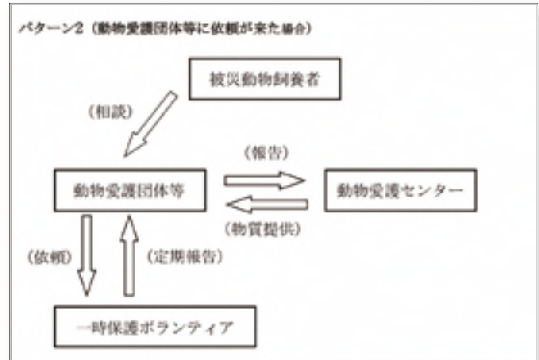 パターン2（動物愛護団体等に依頼が来た場合）
被災動物飼養者
（相談）
（報告）
動物愛護団体等
動物愛護センター
（物質提供）
（依頼）
（定期報告）
一時保護ボランティア